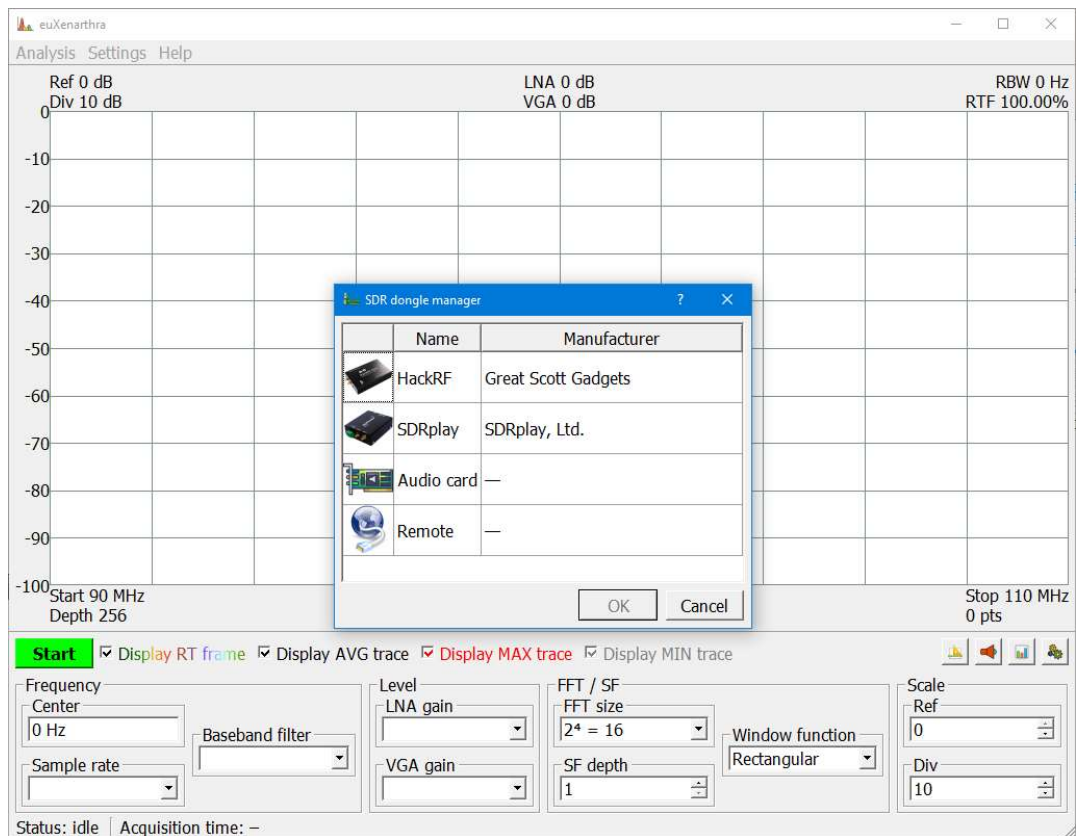 euXenarthra
Analysis Settings Help
Ref 0 dB LNA 0 dB RBW 0 Hz
Div 10 dB VGA 0 dB RTF 100.00%
0
-10
-20
-30
-40
-50
-60
-70
-80
-90
-100
SDR dongle manager ?
Name Manufacturer
HackRF Great Scott Gadgets
SDRplay SDRplay, Ltd.
Audio card —
Remote —
OK Cancel
Start 90 MHz Stop 110 MHz
Depth 256 0 pts
Start Display RT frame Display AVG trace Display MAX trace Display MIN trace
Frequency Level FFT / SF Scale
Center LNA gain FFT size Ref
0 Hz 2⁴ = 16 0
Baseband filter Window function
Rectangular
Sample rate VGA gain SF depth Div
1 10
Status: idle Acquisition time: –